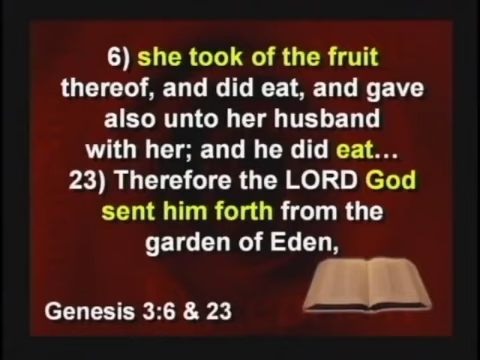 6) she took of the fruit
thereof, and did eat, and gave
also unto her husband
with her; and he did eat...
23) Therefore the LORD God
sent him forth from the
garden of Eden,
Genesis 3:6 & 23